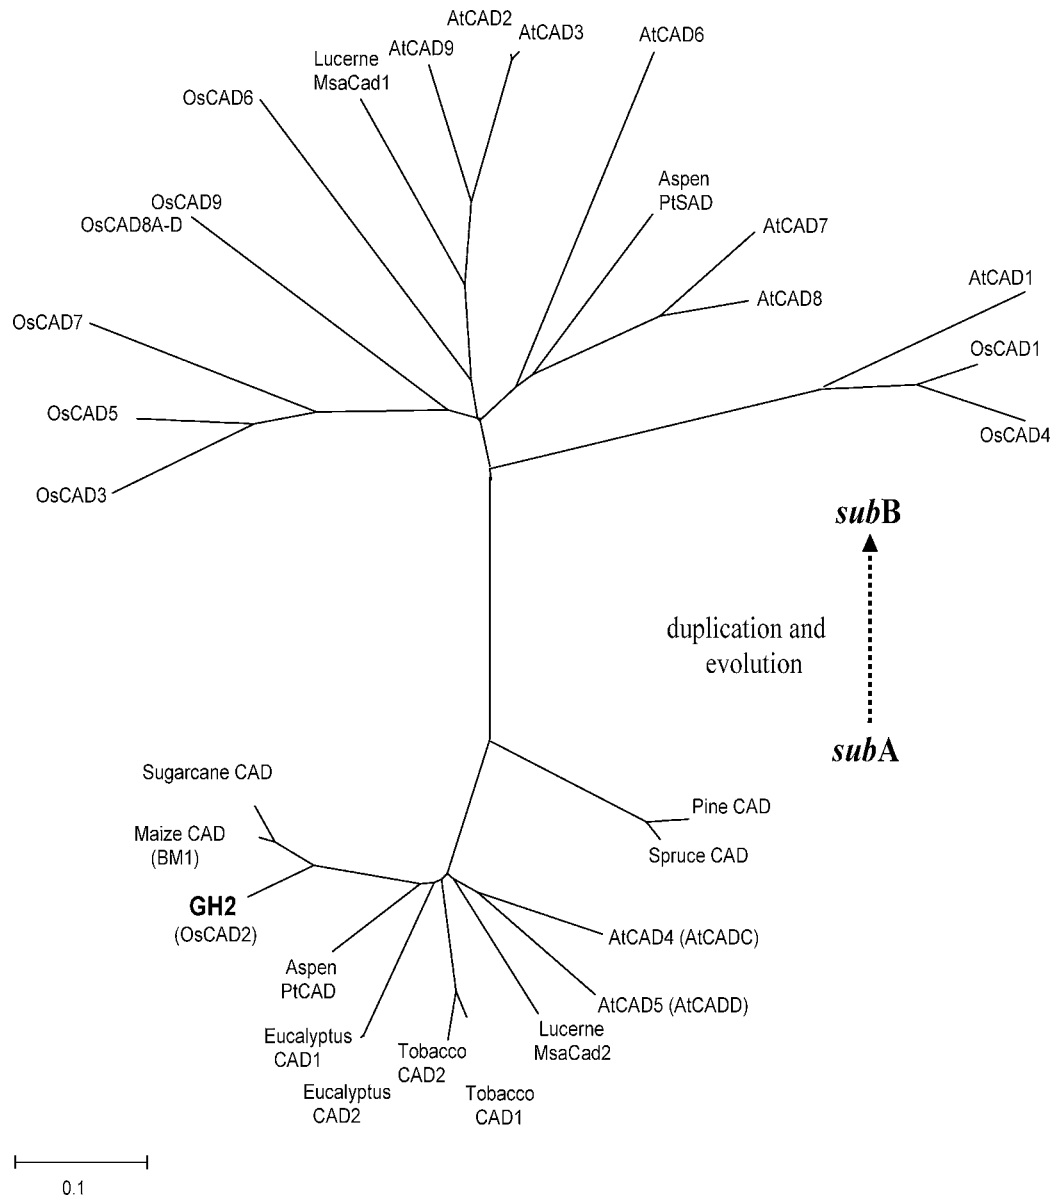 AtCAD2
AtCAD3
AtCAD9
AtCAD6
Lucerne
MsaCad1
OsCAD6
Aspen
PtSAD
OsCAD9
OsCAD8A-D
AtCAD7
AtCAD1
AtCAD8
OsCAD7
OsCAD1
OsCAD5
OsCAD4
OsCAD3
subB
duplication and
evolution
subA
Sugarcane CAD
Pine CAD
Maize CAD
(BM1)
Spruce CAD
GH2
(OsCAD2)
AtCAD4 (AtCADC)
Aspen
PtCAD
AtCAD5 (AtCADD)
Lucerne
MsaCad2
Eucalyptus
CAD1
Tobacco
CAD2
Eucalyptus
CAD2
Tobacco
CAD1
0.1